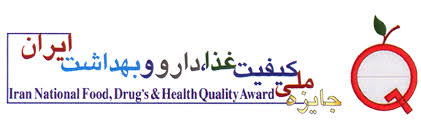 جایزه ملی کیفیت غذا، دارو و بهداشت ایران
Iran National Food, Drug's & Health Quality Award